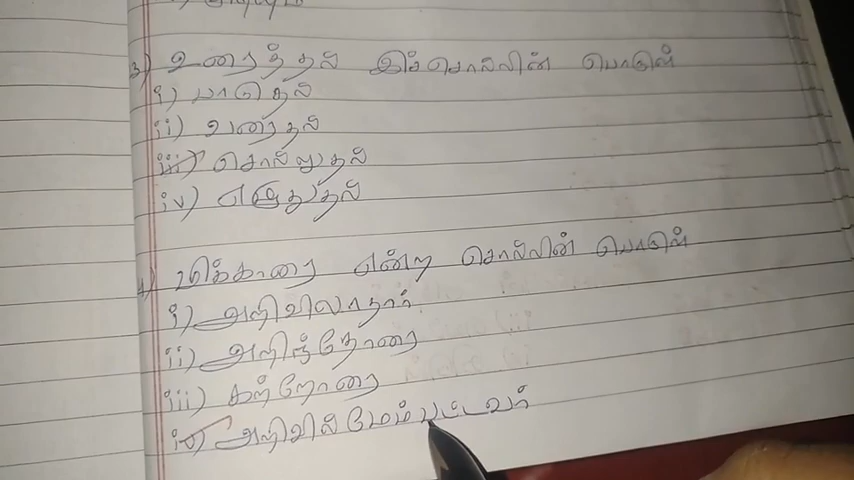 3) உரைத்தல் இச்சொல்லின் பொருள்
i) பாடுதல்
ii) வரைதல்
iii) சொல்லுதல்
iv) எழுதுதல்
4) மிக்காரை என்ற சொல்லின் பொருள்
i) அறிவிலாதார்
ii) அறிந்தோரை
iii) கற்றோரை
iv) அறிவில் மேம்பட்டவர்